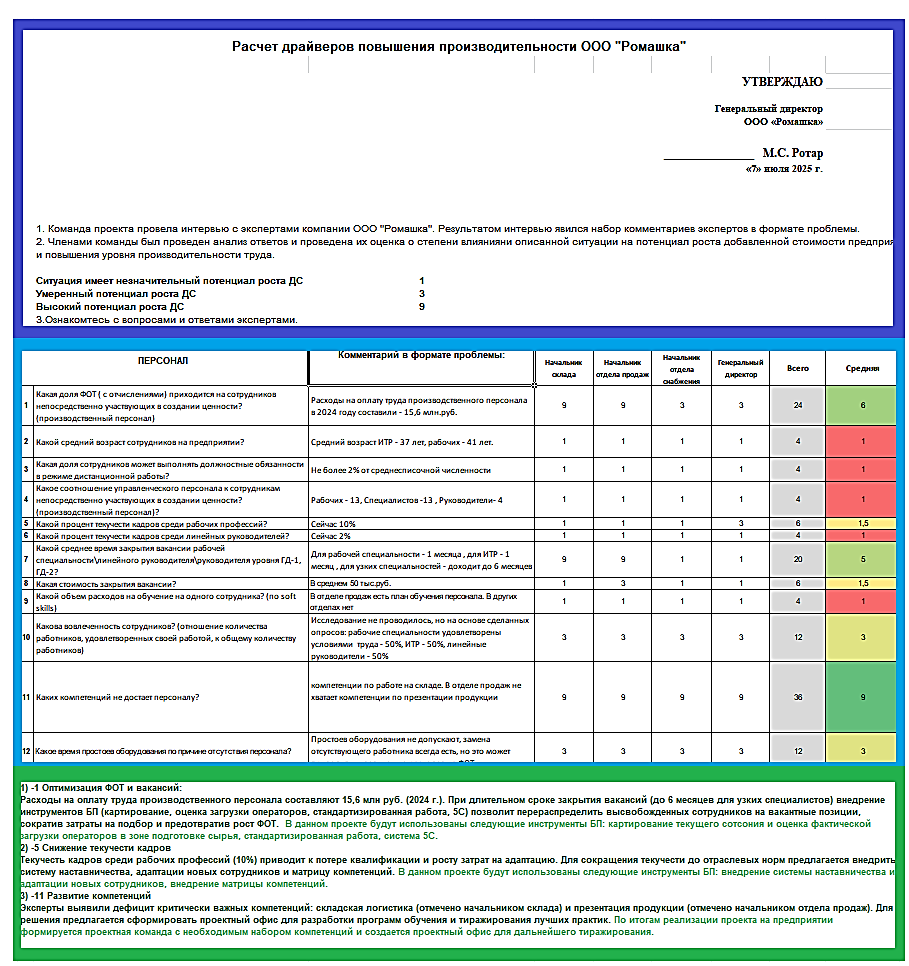 Расчет драйверов повышения производительности ООО "Ромашка"
УТВЕРЖДАЮ
Генеральный директор
ООО «Ромашка»
______________ М.С. Ротар
«7» июля 2025 г.
1. Команда проекта провела интервью с экспертами компании ООО "Ромашка". Результатом интервью явился набор комментариев экспертов в формате проблемы.
2. Членами команды был проведен анализ ответов и проведена их оценка о степени влиянияни описанной ситуации на потенциал роста добавленной стоимости предприя
и повышения уровня производительности труда.
Ситуация имеет незначительный потенциал роста ДС 1
Умеренный потенциал роста ДС 3
Высокий потенциал роста ДС 9
3.Ознакомтесь с вопросами и ответами экспертами.
ПЕРСОНАЛ
Комментарий в формате проблемы:
Начальник
склада
Начальник
отдела продаж
Начальник
отдела
снабжения
Генеральный
директор
Всего
Средняя
1
Какая доля ФОТ ( с отчислениями) приходится на сотрудников
непосредственно участвующих в создании ценности?
(производственный персонал)
Расходы на оплату труда производственного персонала
в 2024 году составили - 15,6 млн.руб.
9 9 3 3 24 6
2 Какой средний возраст сотрудников на предприятии? Средний возраст ИТР - 37 лет, рабочих - 41 лет. 1 1 1 1 4 1
3
Какая доля сотрудников может выполнять должностные обязанности
в режиме дистанционной работы?
Не более 2% от среднесписочной численности
1 1 1 1 4 1
4
Какое соотношение управленческого персонала к сотрудникам
непосредственно участвующих в создании ценности?
(производственный персонал)?
Рабочих - 13, Специалистов -13 , Руководители- 4
1 1 1 1 4 1
5 Какой процент текучести кадров среди рабочих профессий? Сейчас 10% 1 1 1 3 6 1,5
6 Какой процент текучести кадров среди линейных руководителей? Сейчас 2% 1 1 1 1 4 1
7
Какой среднее время закрытия вакансии рабочей
специальности\линейного руководителя\руководителя уровня ГД-1,
ГД-2?
Для рабочей специальности - 1 месяца , для ИТР - 1
месяц , для узких специальностей - доходит до 6 месяцев
9 9 1 1 20 5
8 Какая стоимость закрытия вакансии? В среднем 50 тыс.руб. 1 3 1 1 6 1,5
9
Какой объем расходов на обучение на одного сотрудника? (по soft
skills)
В отделе продаж есть план обучения персонала. В других
отделах нет
1 1 1 1 4 1
10
Какова вовлеченность сотрудников? (отношение количества
работников, удовлетворенных своей работой, к общему количеству
работников)
Исследование не проводилось, но на основе сделанных
опросов: рабочие специальности удовлетворены
условиями труда - 50%, ИТР - 50%, линейные
руководители - 50%
3 3 3 3 12 3
11 Каких компетенций не достает персоналу?
компетенции по работе на складе. В отделе продаж не
хватает компетенции по презентации продукции
9 9 9 9 36 9
12 Какое время простоев оборудования по причине отсутствия персонала?
Простоев оборудования не допускают, замена
отсутствующего работника всегда есть, но это может
3 3 3 3 12 3
1) -1 Оптимизация ФОТ и вакансий:
Расходы на оплату труда производственного персонала составляют 15,6 млн руб. (2024 г.). При длительном сроке закрытия вакансий (до 6 месяцев для узких специалистов) внедрение
инструментов БП (картирование, оценка загрузки операторов, стандартизированная работа, 5С) позволит перераспределить высвобожденных сотрудников на вакантные позиции,
сократив затраты на подбор и предотвратив рост ФОТ. В данном проекте будут использованы следующие инструменты БП: картирование текущего сотсония и оценка фактической
загрузки операторов в зоне подготовке сырья, стандартизированная работа, система 5С.
2) -5 Снижение текучести кадров
Текучесть кадров среди рабочих профессий (10%) приводит к потере квалификации и росту затрат на адаптацию. Для сокращения текучести до отраслевых норм предлагается внедрить
систему наставничества, адаптации новых сотрудников и матрицу компетенций. В данном проекте будут использованы следующие инструменты БП: внедрение системы наставничества и
адаптации новых сотрудников, внедрение матрицы компетенций.
3) -11 Развитие компетенций
Эксперты выявили дефицит критически важных компетенций: складская логистика (отмечено начальником склада) и презентация продукции (отмечено начальником отдела продаж). Для
решения предлагается сформировать проектный офис для разработки программ обучения и тиражирования лучших практик. По итогам реализации проекта на предприятии
формируется проектная команда с необходимым набором компетенций и создается проектный офис для дальнейшего тиражирования.